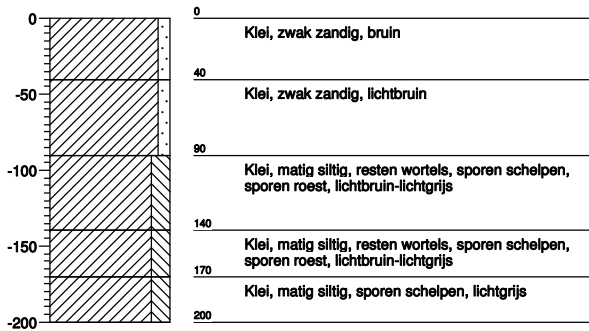 0
-50
-100
-150
-200
0
Klei, zwak zandig, bruin
40
Klei, zwak zandig, lichtbruin
90
Klei, matig siltig, resten wortels, sporen schelpen,
sporen roest, lichtbruin-lichtgrijs
140
Klei, matig siltig, resten wortels, sporen schelpen,
sporen roest, lichtbruin-lichtgrijs
170
Klei, matig siltig, sporen schelpen, lichtgrijs
200